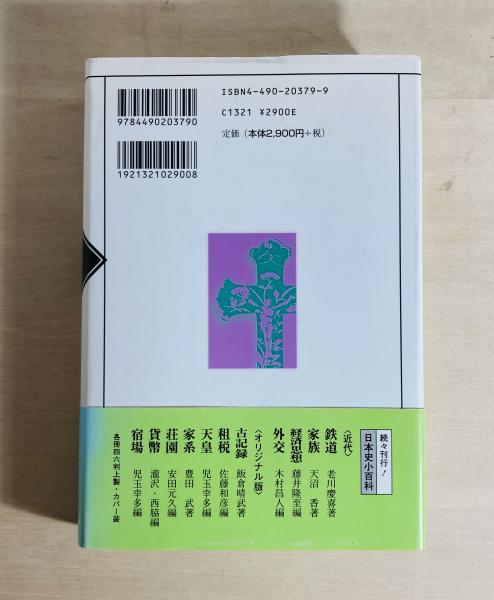 ISBN4-490-20379-9
C1321 ¥2900E
定価（本体2,900円＋税）
9784490203790
1921321029008
続々刊行！
日本史小百科
〈近代〉
鉄道 老川慶喜著
家族 天沼 香著
経済思想 藤井隆至編
外交 木村昌人編
〈オリジナル版〉
古記録 飯倉晴武著
租税 佐藤和彦編
天皇 児玉幸多編
家系 豊田 武著
荘園 安田元久編
貨幣 瀧沢・西脇編
宿場 児玉幸多編
各冊四六判上製・カバー装